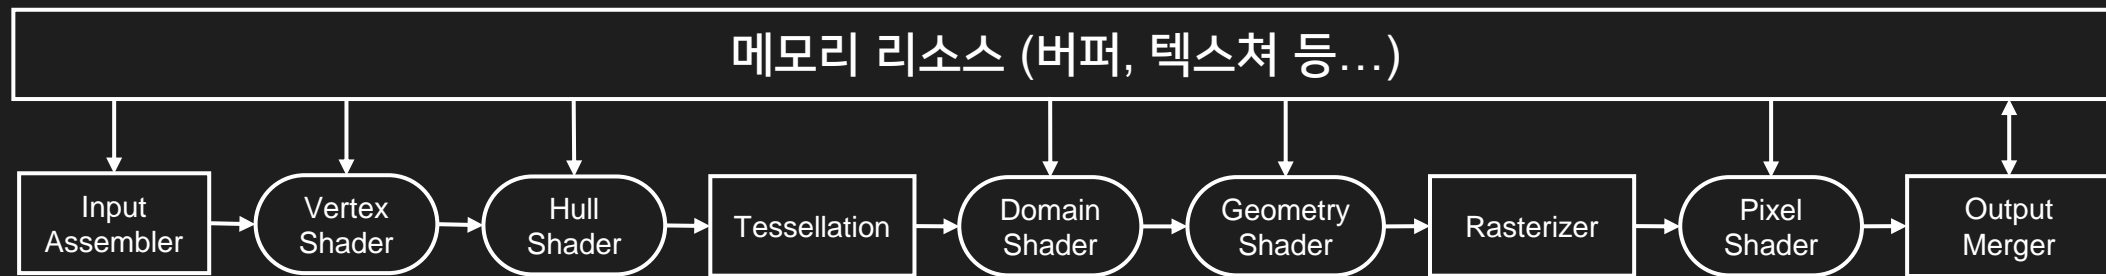 메모리 리소스 (버퍼, 텍스쳐 등…)
Input
Assembler
Vertex
Shader
Hull
Shader
Tessellation
Domain
Shader
Geometry
Shader
Rasterizer
Pixel
Shader
Output
Merger